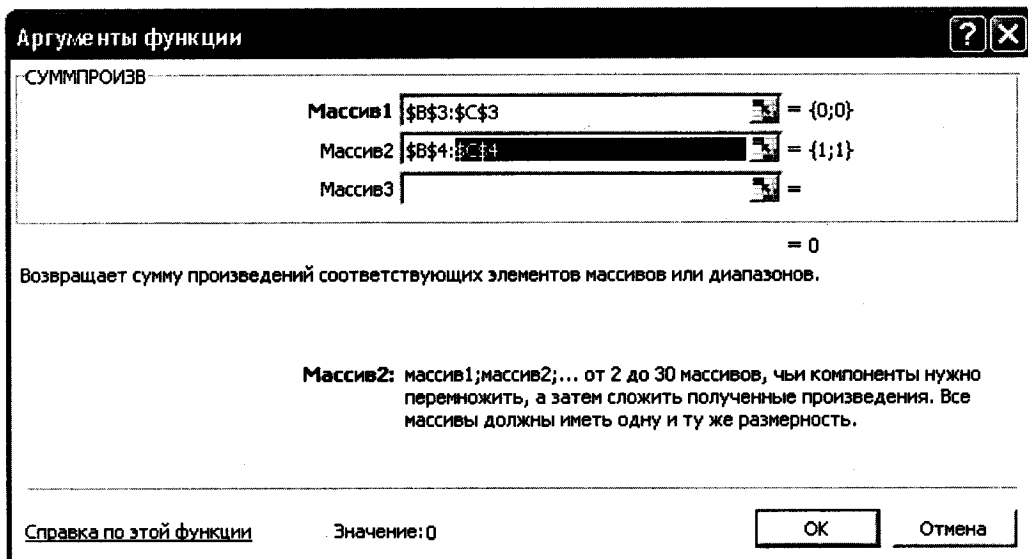 Аргументы функции
СУММПРОИЗВ
Массив1 $B$3:$C$3 = {0;0}
Массив2 $B$4:$C$4 = {1;1}
Массив3 =
= 0
Возвращает сумму произведений соответствующих элементов массивов или диапазонов.
Массив2: массив1;массив2;... от 2 до 30 массивов, чьи компоненты нужно
перемножить, а затем сложить полученные произведения. Все
массивы должны иметь одну и ту же размерность.
Справка по этой функции Значение:0 OK Отмена